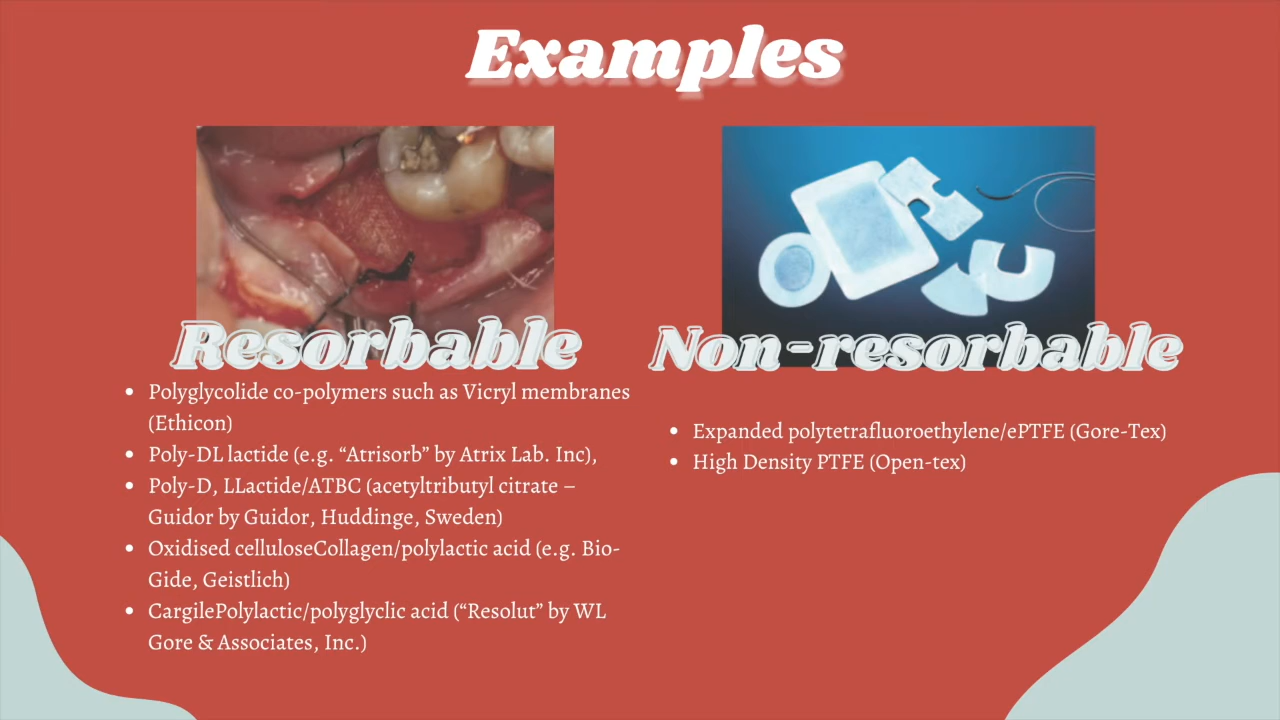 Examples
Resorbable
Polyglycolide co-polymers such as Vicryl membranes
(Ethicon)
Poly-DL lactide (e.g. “Atrisorb” by Atrix Lab. Inc),
Poly-D, LLactide/ATBC (acetyltributyl citrate –
Guidor by Guidor, Huddinge, Sweden)
Oxidised celluloseCollagen/polylactic acid (e.g. Bio-
Gide, Geistlich)
CargilePolylactic/polyglyclic acid (“Resolut” by WL
Gore & Associates, Inc.)
Non-resorbable
Expanded polytetrafluoroethylene/ePTFE (Gore-Tex)
High Density PTFE (Open-tex)